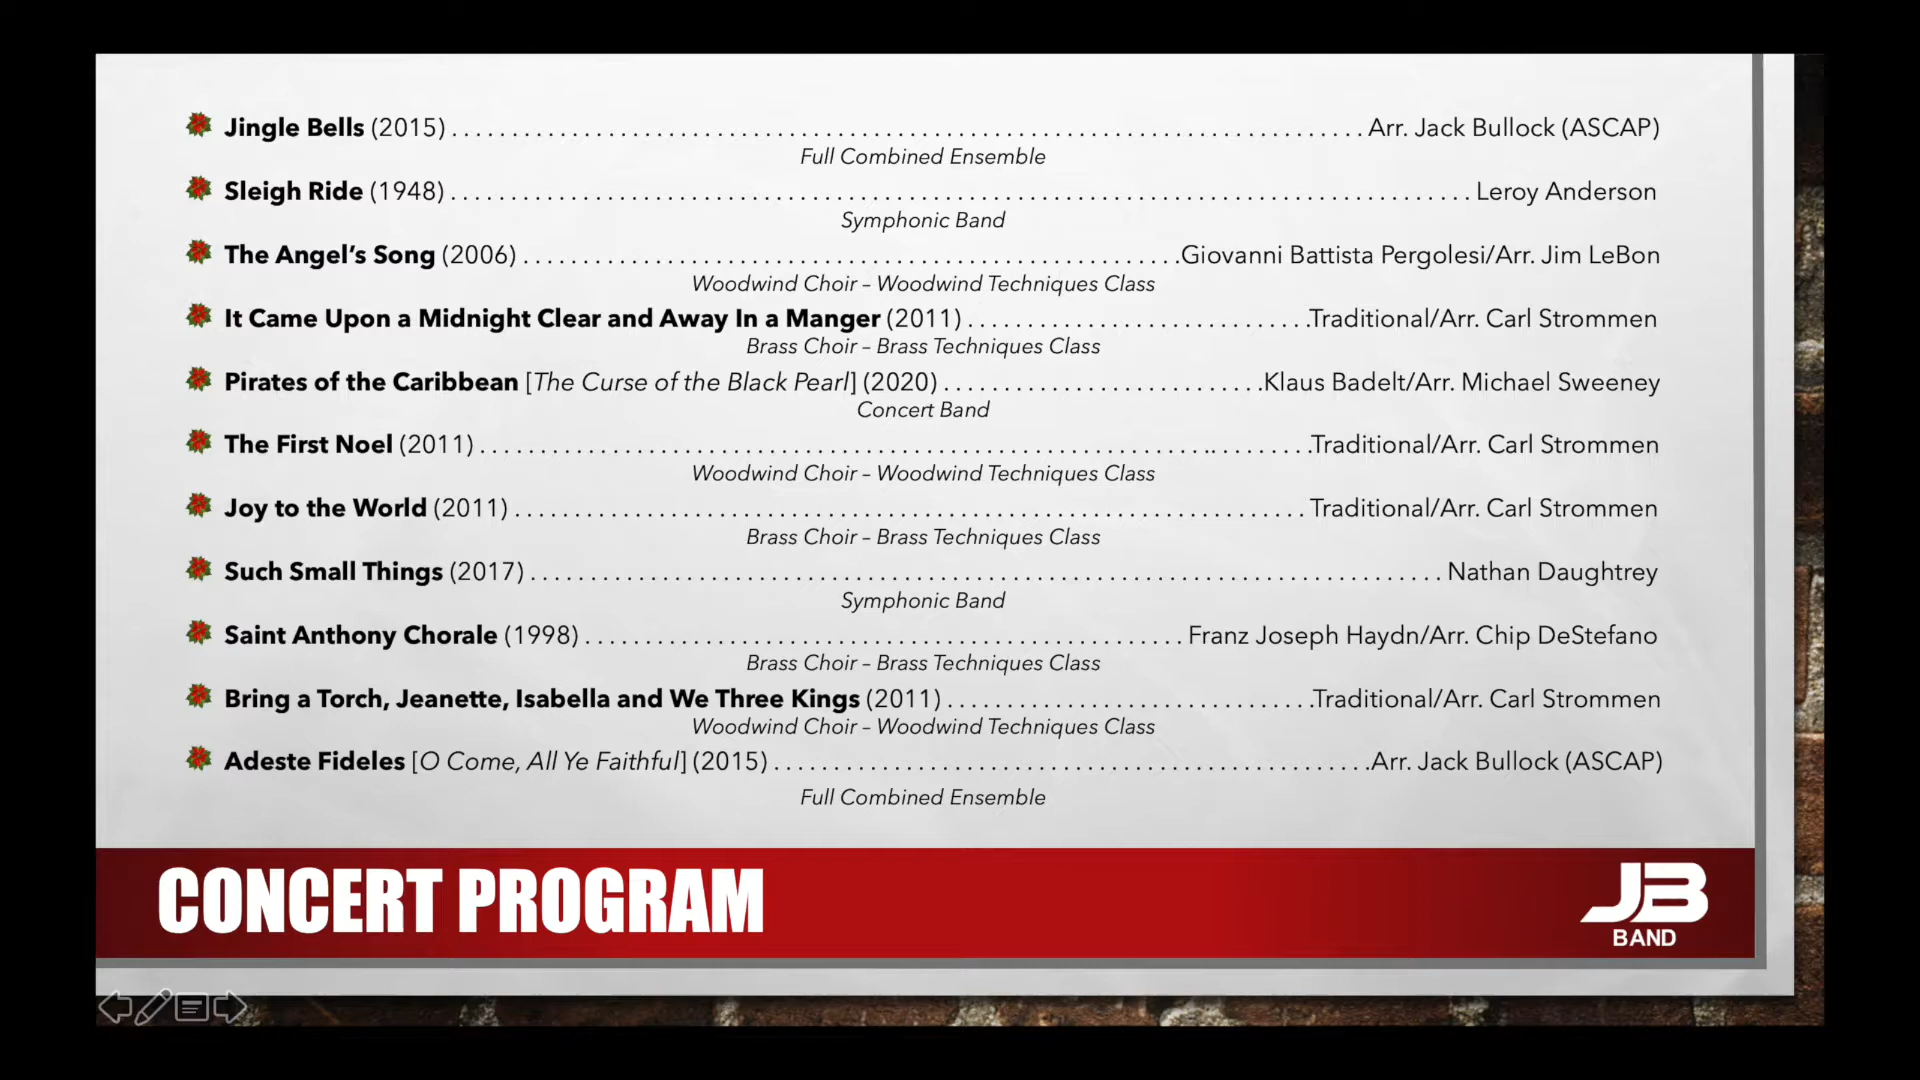 Jingle Bells (2015) . . . . . . . . . . . . . . . . . . . . . . . . . . . . . . Arr. Jack Bullock (ASCAP)
Full Combined Ensemble
Sleigh Ride (1948) . . . . . . . . . . . . . . . . . . . . . . . . . . . . . . Leroy Anderson
Symphonic Band
The Angel’s Song (2006) . . . . . . . . . . . . . . . . . . . . . . . . . . . . . . Giovanni Battista Pergolesi/Arr. Jim LeBon
Woodwind Choir – Woodwind Techniques Class
It Came Upon a Midnight Clear and Away In a Manger (2011) . . . . . . . . . . . . . . . . . . . . Traditional/Arr. Carl Strommen
Brass Choir – Brass Techniques Class
Pirates of the Caribbean [The Curse of the Black Pearl] (2020) . . . . . . . . . . . . . . . . . . . . Klaus Badelt/Arr. Michael Sweeney
Concert Band
The First Noel (2011) . . . . . . . . . . . . . . . . . . . . . . . . . . . . . . Traditional/Arr. Carl Strommen
Woodwind Choir – Woodwind Techniques Class
Joy to the World (2011) . . . . . . . . . . . . . . . . . . . . . . . . . . . . . . Traditional/Arr. Carl Strommen
Brass Choir – Brass Techniques Class
Such Small Things (2017) . . . . . . . . . . . . . . . . . . . . . . . . . . . . . . Nathan Daughtrey
Symphonic Band
Saint Anthony Chorale (1998) . . . . . . . . . . . . . . . . . . . . . . . . . . . . . . Franz Joseph Haydn/Arr. Chip DeStefano
Brass Choir – Brass Techniques Class
Bring a Torch, Jeanette, Isabella and We Three Kings (2011) . . . . . . . . . . . . . . . . . . . . Traditional/Arr. Carl Strommen
Woodwind Choir – Woodwind Techniques Class
Adeste Fideles [O Come, All Ye Faithful] (2015) . . . . . . . . . . . . . . . . . . . . Arr. Jack Bullock (ASCAP)
Full Combined Ensemble
CONCERT PROGRAM
JB
BAND